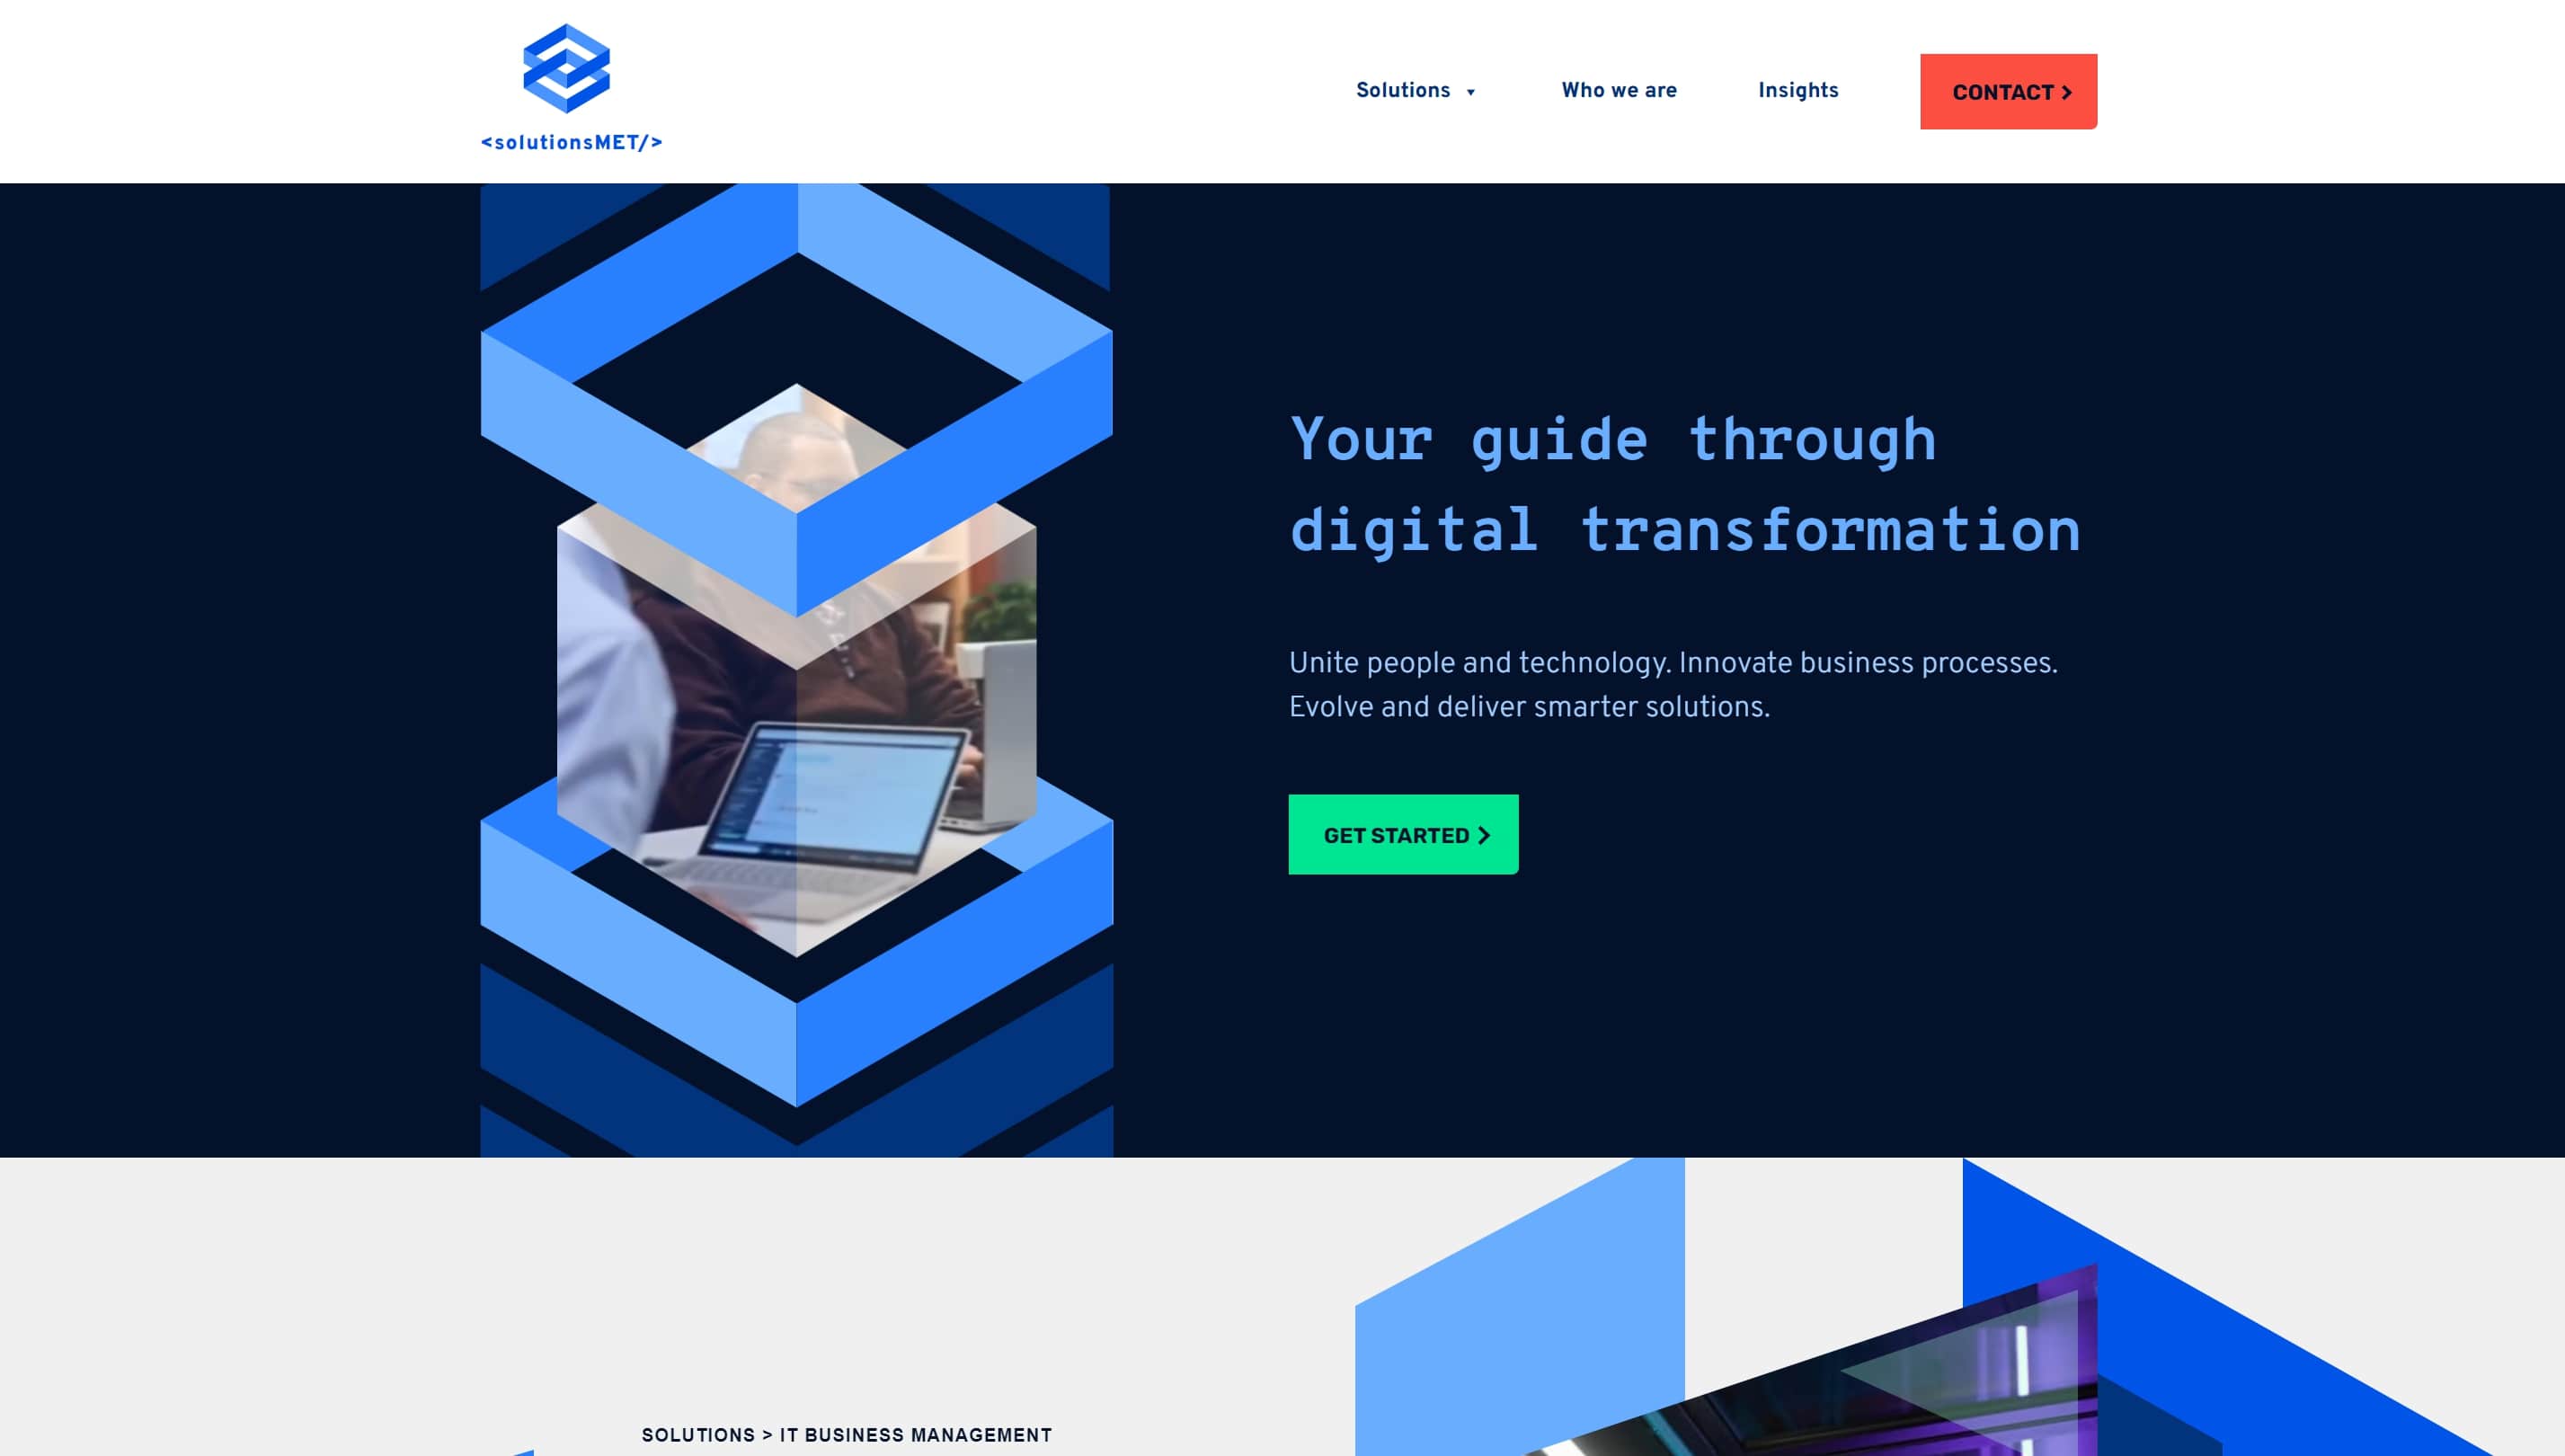 <solutionsMET/>
Solutions
Who we are
Insights
CONTACT
Your guide through
digital transformation
Unite people and technology. Innovate business processes.
Evolve and deliver smarter solutions.
GET STARTED
SOLUTIONS > IT BUSINESS MANAGEMENT